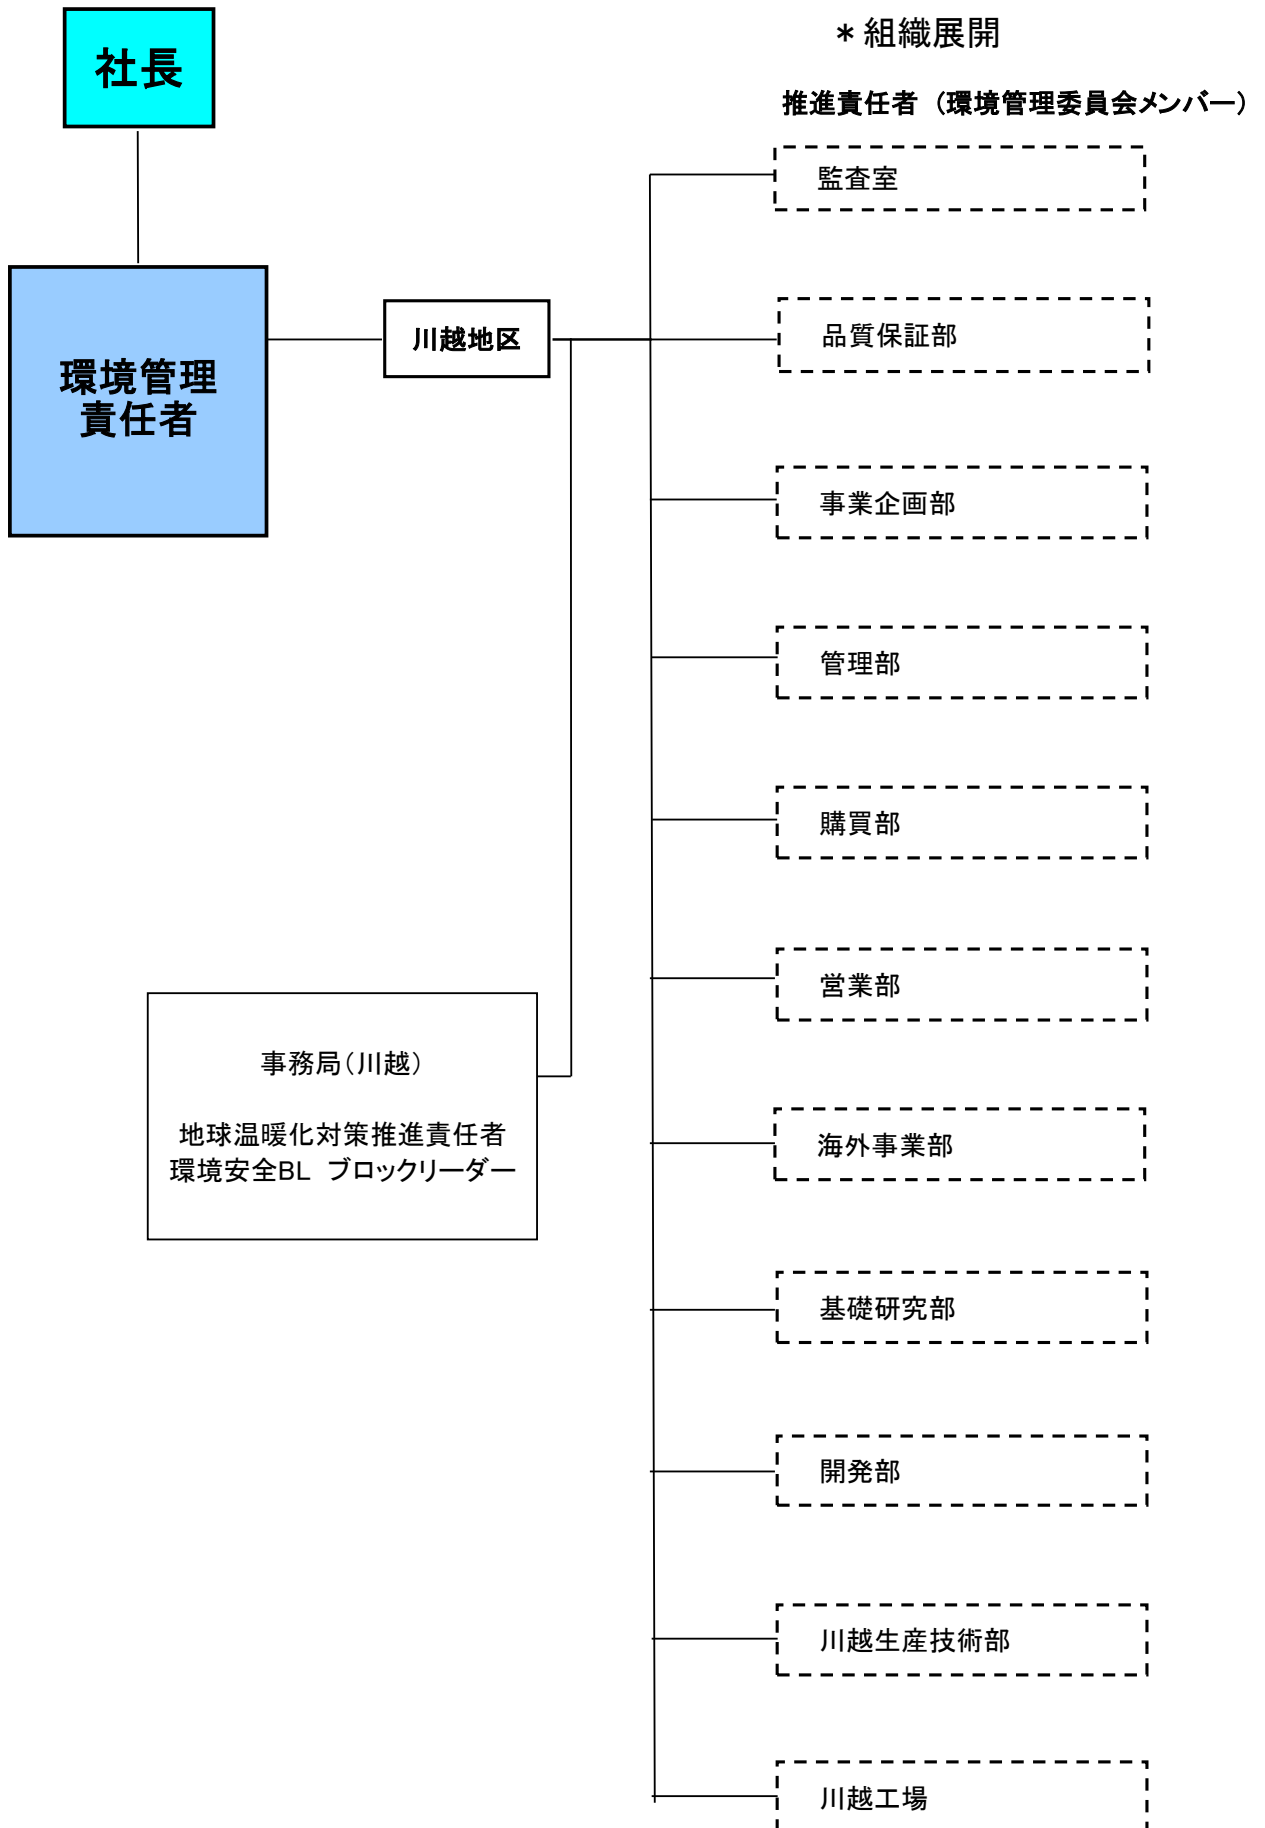 社長
＊組織展開
推進責任者（環境管理委員会メンバー）
監査室
環境管理
責任者
川越地区
品質保証部
事業企画部
管理部
購買部
営業部
事務局（川越）
地球温暖化対策推進責任者
環境安全BL　ブロックリーダー
海外事業部
基礎研究部
開発部
川越生産技術部
川越工場